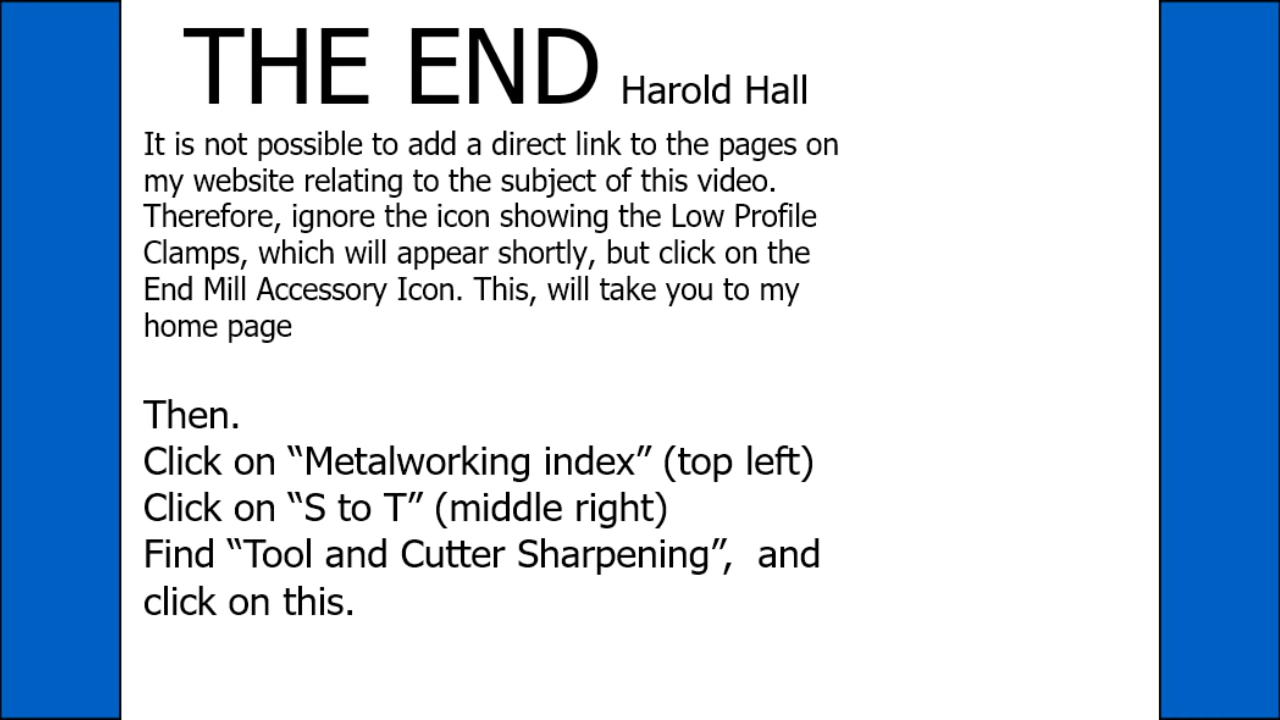 THE END Harold Hall
It is not possible to add a direct link to the pages on
my website relating to the subject of this video.
Therefore, ignore the icon showing the Low Profile
Clamps, which will appear shortly, but click on the
End Mill Accessory Icon. This, will take you to my
home page
Then.
Click on “Metalworking index” (top left)
Click on “S to T” (middle right)
Find “Tool and Cutter Sharpening”,  and
click on this.